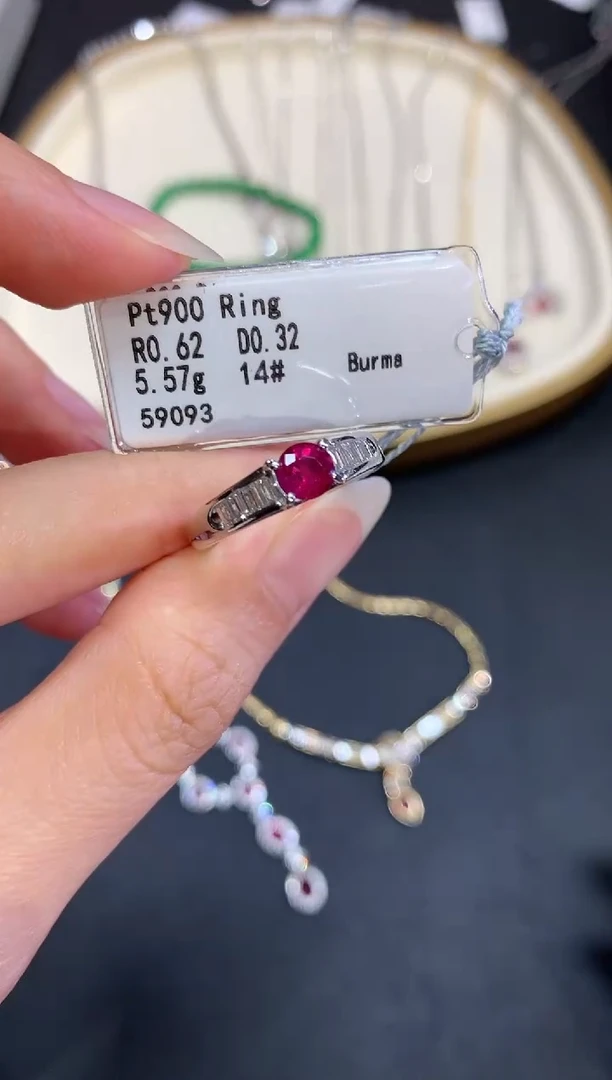 Pt900 Ring
R0.62 D0.32
5.57g 14# Burma
59093